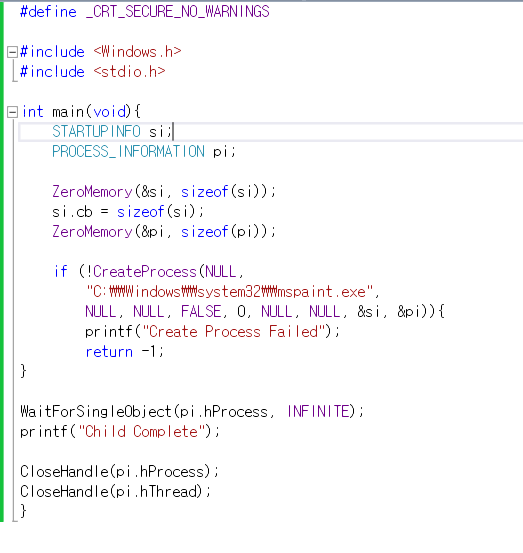 #define _CRT_SECURE_NO_WARNINGS
#include <Windows.h>
#include <stdio.h>
int main(void){
STARTUPINFO si;
PROCESS_INFORMATION pi;
ZeroMemory(&si, sizeof(si));
si.cb = sizeof(si);
ZeroMemory(&pi, sizeof(pi));
if (!CreateProcess(NULL,
"C:₩₩Windows₩₩system32₩₩mspaint.exe",
NULL, NULL, FALSE, 0, NULL, NULL, &si, &pi)){
printf("Create Process Failed");
return -1;
}
WaitForSingleObject(pi.hProcess, INFINITE);
printf("Child Complete");
CloseHandle(pi.hProcess);
CloseHandle(pi.hThread);
}